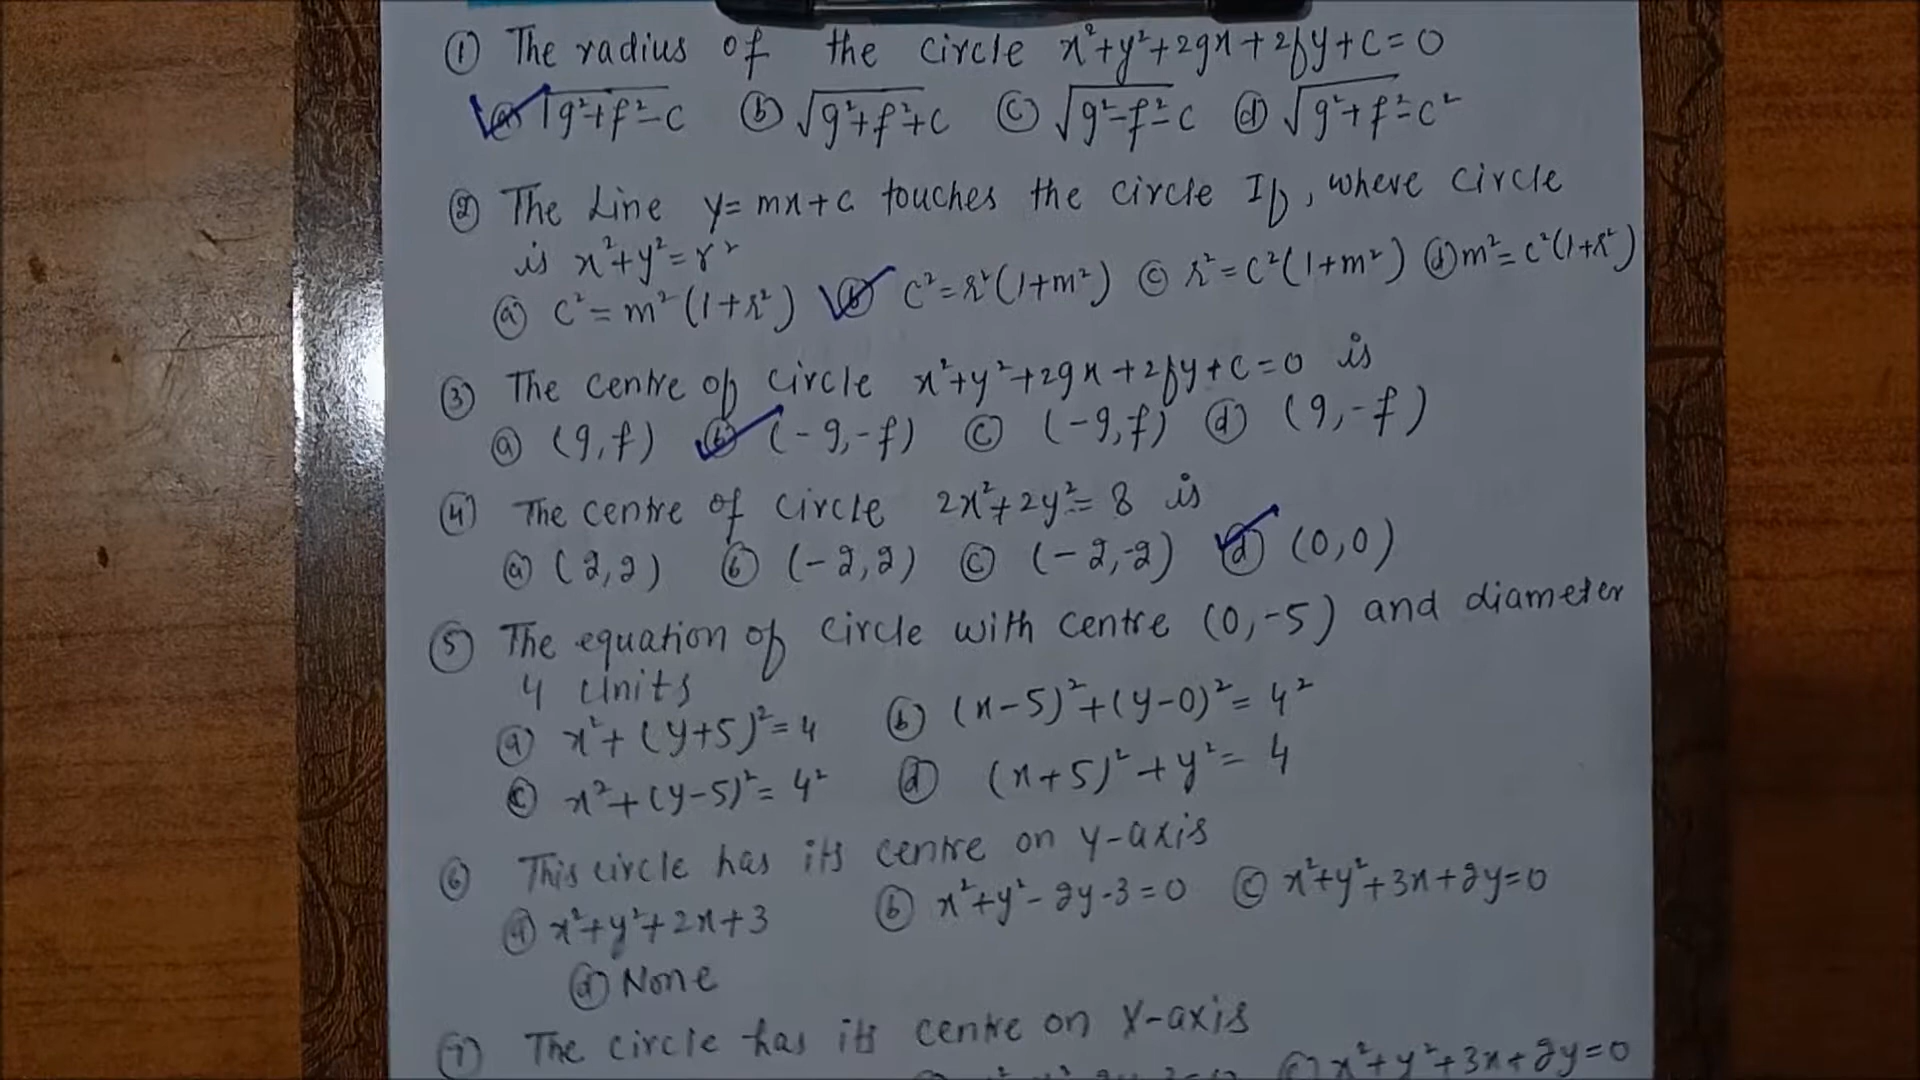 ① The radius of the circle x²+y²+2gx+2fy+c=0
ⓐ √g²+f²-c ⓑ √g²+f²+c ⓒ √g²-f²-c ⓓ √g²+f²-c²
② The Line y=mx+c touches the circle If, where circle
is x²+y²=r²
ⓐ c²=m²(1+r²) ⓑ c²=r²(1+m²) ⓒ r²=c²(1+m²) ⓓ m²=c²(1+r²)
③ The centre of circle x²+y²+2gx+2fy+c=0 is
ⓐ (g,f) ⓑ (-g,-f) ⓒ (-g,f) ⓓ (g,-f)
④ The centre of circle 2x²+2y²=8 is
ⓐ (2,2) ⓑ (-2,2) ⓒ (-2,-2) ⓓ (0,0)
⑤ The equation of circle with centre (0,-5) and diameter
4 units
ⓐ x²+(y+5)²=4 ⓑ (x-5)²+(y-0)²=4²
ⓒ x²+(y-5)²=4² ⓓ (x+5)²+y²=4
⑥ This circle has its centre on y-axis
ⓐ x²+y²+2x+3 ⓑ x²+y²-2y-3=0 ⓒ x²+y²+3x+2y=0
ⓓ None
⑦ The circle has its centre on X-axis
ⓒ x²+y²+3x+2y=0